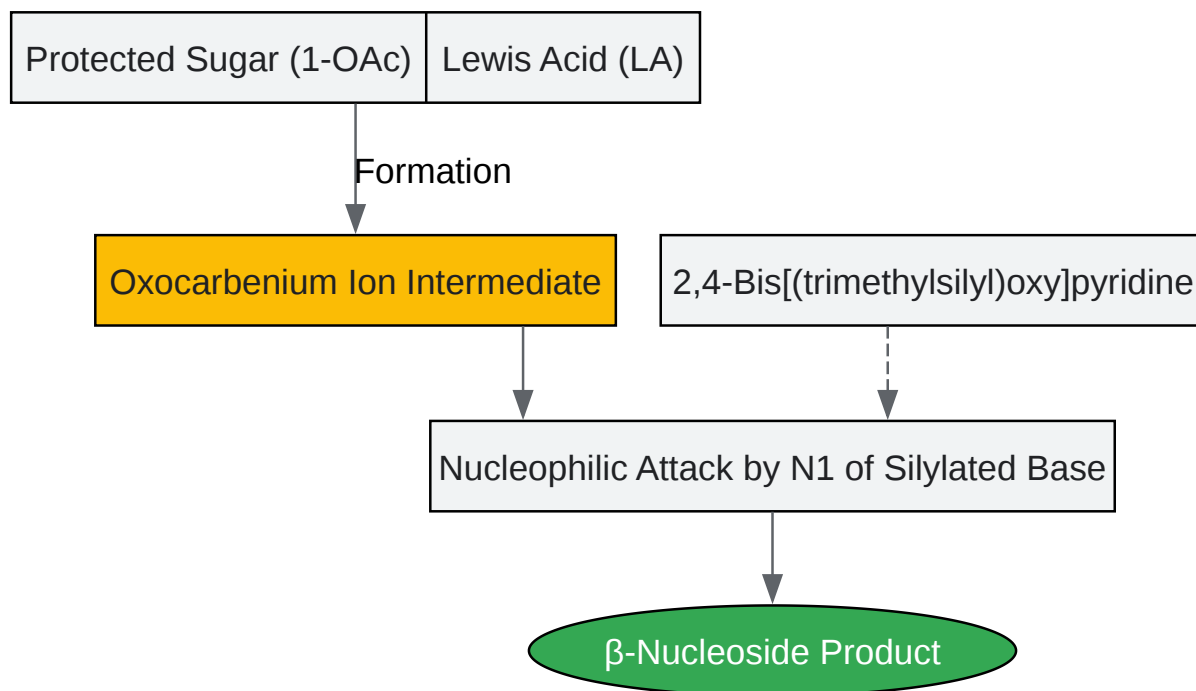 Protected Sugar (1-OAc)
Lewis Acid (LA)
Formation
Oxocarbenium Ion Intermediate
2,4-Bis[(trimethylsilyl)oxy]pyridine
Nucleophilic Attack by N1 of Silylated Base
β-Nucleoside Product